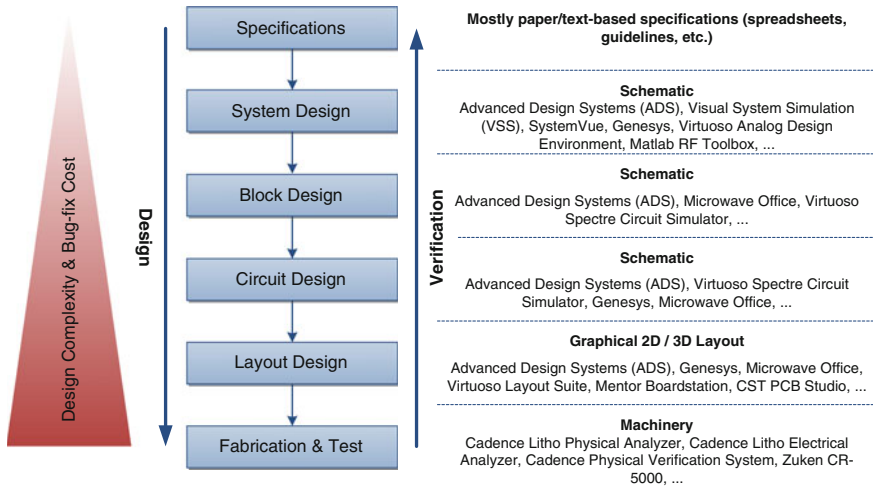 Design Complexity & Bug-fix Cost
Design
Specifications
System Design
Block Design
Circuit Design
Layout Design
Fabrication & Test
Verification
Mostly paper/text-based specifications (spreadsheets,
guidelines, etc.)
Schematic
Advanced Design Systems (ADS), Visual System Simulation
(VSS), SystemVue, Genesys, Virtuoso Analog Design
Environment, Matlab RF Toolbox, ...
Schematic
Advanced Design Systems (ADS), Microwave Office, Virtuoso
Spectre Circuit Simulator, ...
Schematic
Advanced Design Systems (ADS), Virtuoso Spectre Circuit
Simulator, Genesys, Microwave Office, ...
Graphical 2D / 3D Layout
Advanced Design Systems (ADS), Genesys, Microwave Office,
Virtuoso Layout Suite, Mentor Boardstation, CST PCB Studio, ...
Machinery
Cadence Litho Physical Analyzer, Cadence Litho Electrical
Analyzer, Cadence Physical Verification System, Zuken CR-
5000, ...